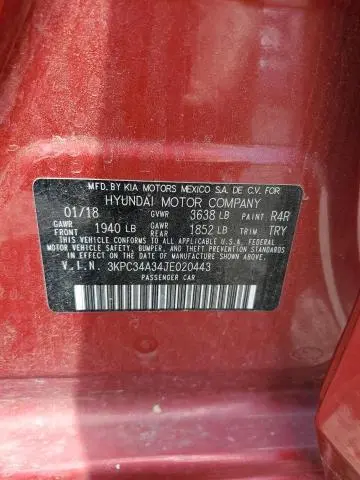 MFD. BY KIA MOTORS MEXICO S.A. DE C.V. FOR
HYUNDAI MOTOR COMPANY
01/18 GVWR 3638 LB PAINT R4R
GAWR FRONT 1940 LB GAWR REAR 1852 LB TRIM TRY
THIS VEHICLE CONFORMS TO ALL APPLICABLE U.S.A. FEDERAL
MOTOR VEHICLE SAFETY, BUMPER, AND THEFT PREVENTION STANDARDS
IN EFFECT ON THE DATE OF MANUFACTURE SHOWN ABOVE.
V.I.N. 3KPC34A34JE020443
PASSENGER CAR